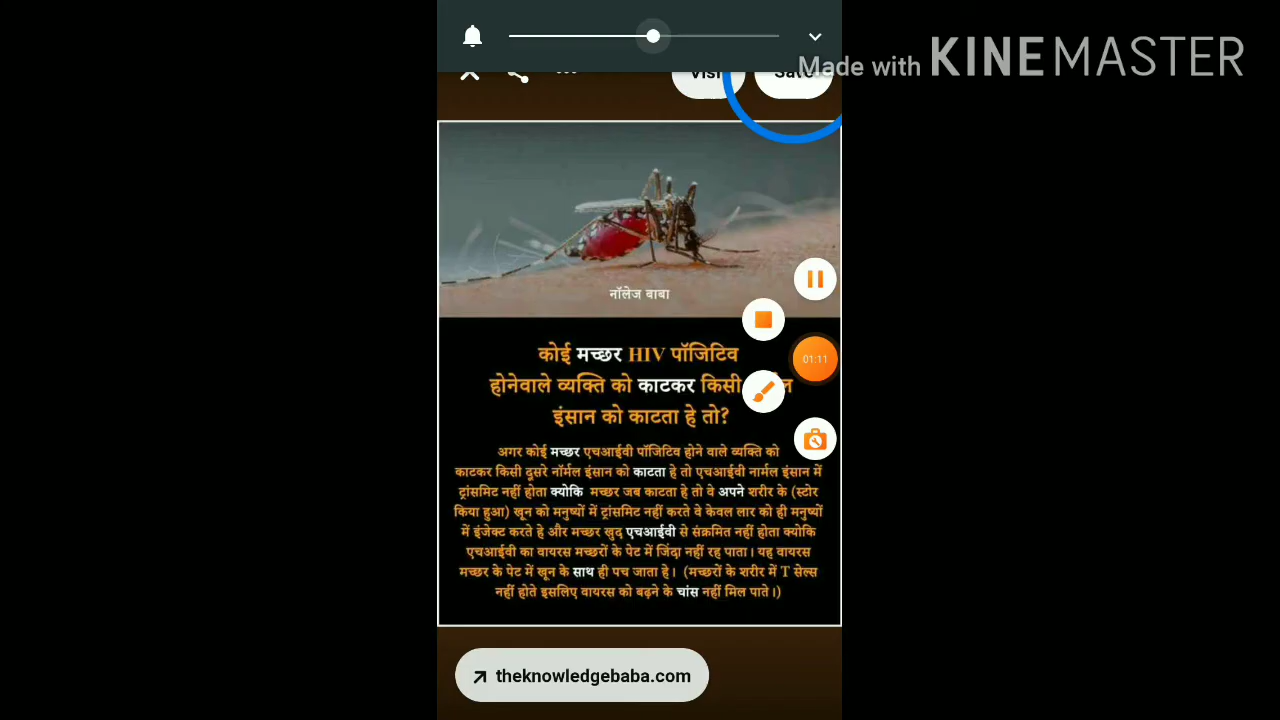 Made with KINEMASTER
नॉलेज बाबा
01:11
कोई मच्छर HIV पॉजिटिव
होनेवाले व्यक्ति को काटकर किसी
इंसान को काटता हे तो?
अगर कोई मच्छर एचआईवी पॉजिटिव होने वाले व्यक्ति को
काटकर किसी दूसरे नॉर्मल इंसान को काटता हे तो एचआईवी नार्मल इंसान में
ट्रांसमिट नहीं होता क्योकि मच्छर जब काटता हे तो वे अपने शरीर के (स्टोर
किया हुआ) खून को मनुष्यों में ट्रांसमिट नहीं करते वे केवल लार को ही मनुष्यों
में इंजेक्ट करते हे और मच्छर खुद एचआईवी से संक्रमित नहीं होता क्योकि
एचआईवी का वायरस मच्छरों के पेट में जिंदा नहीं रह पाता। यह वायरस
मच्छर के पेट में खून के साथ ही पच जाता हे। (मच्छरों के शरीर में T सेल्स
नहीं होते इसलिए वायरस को बढ़ने के चांस नहीं मिल पाते।)
theknowledgebaba.com